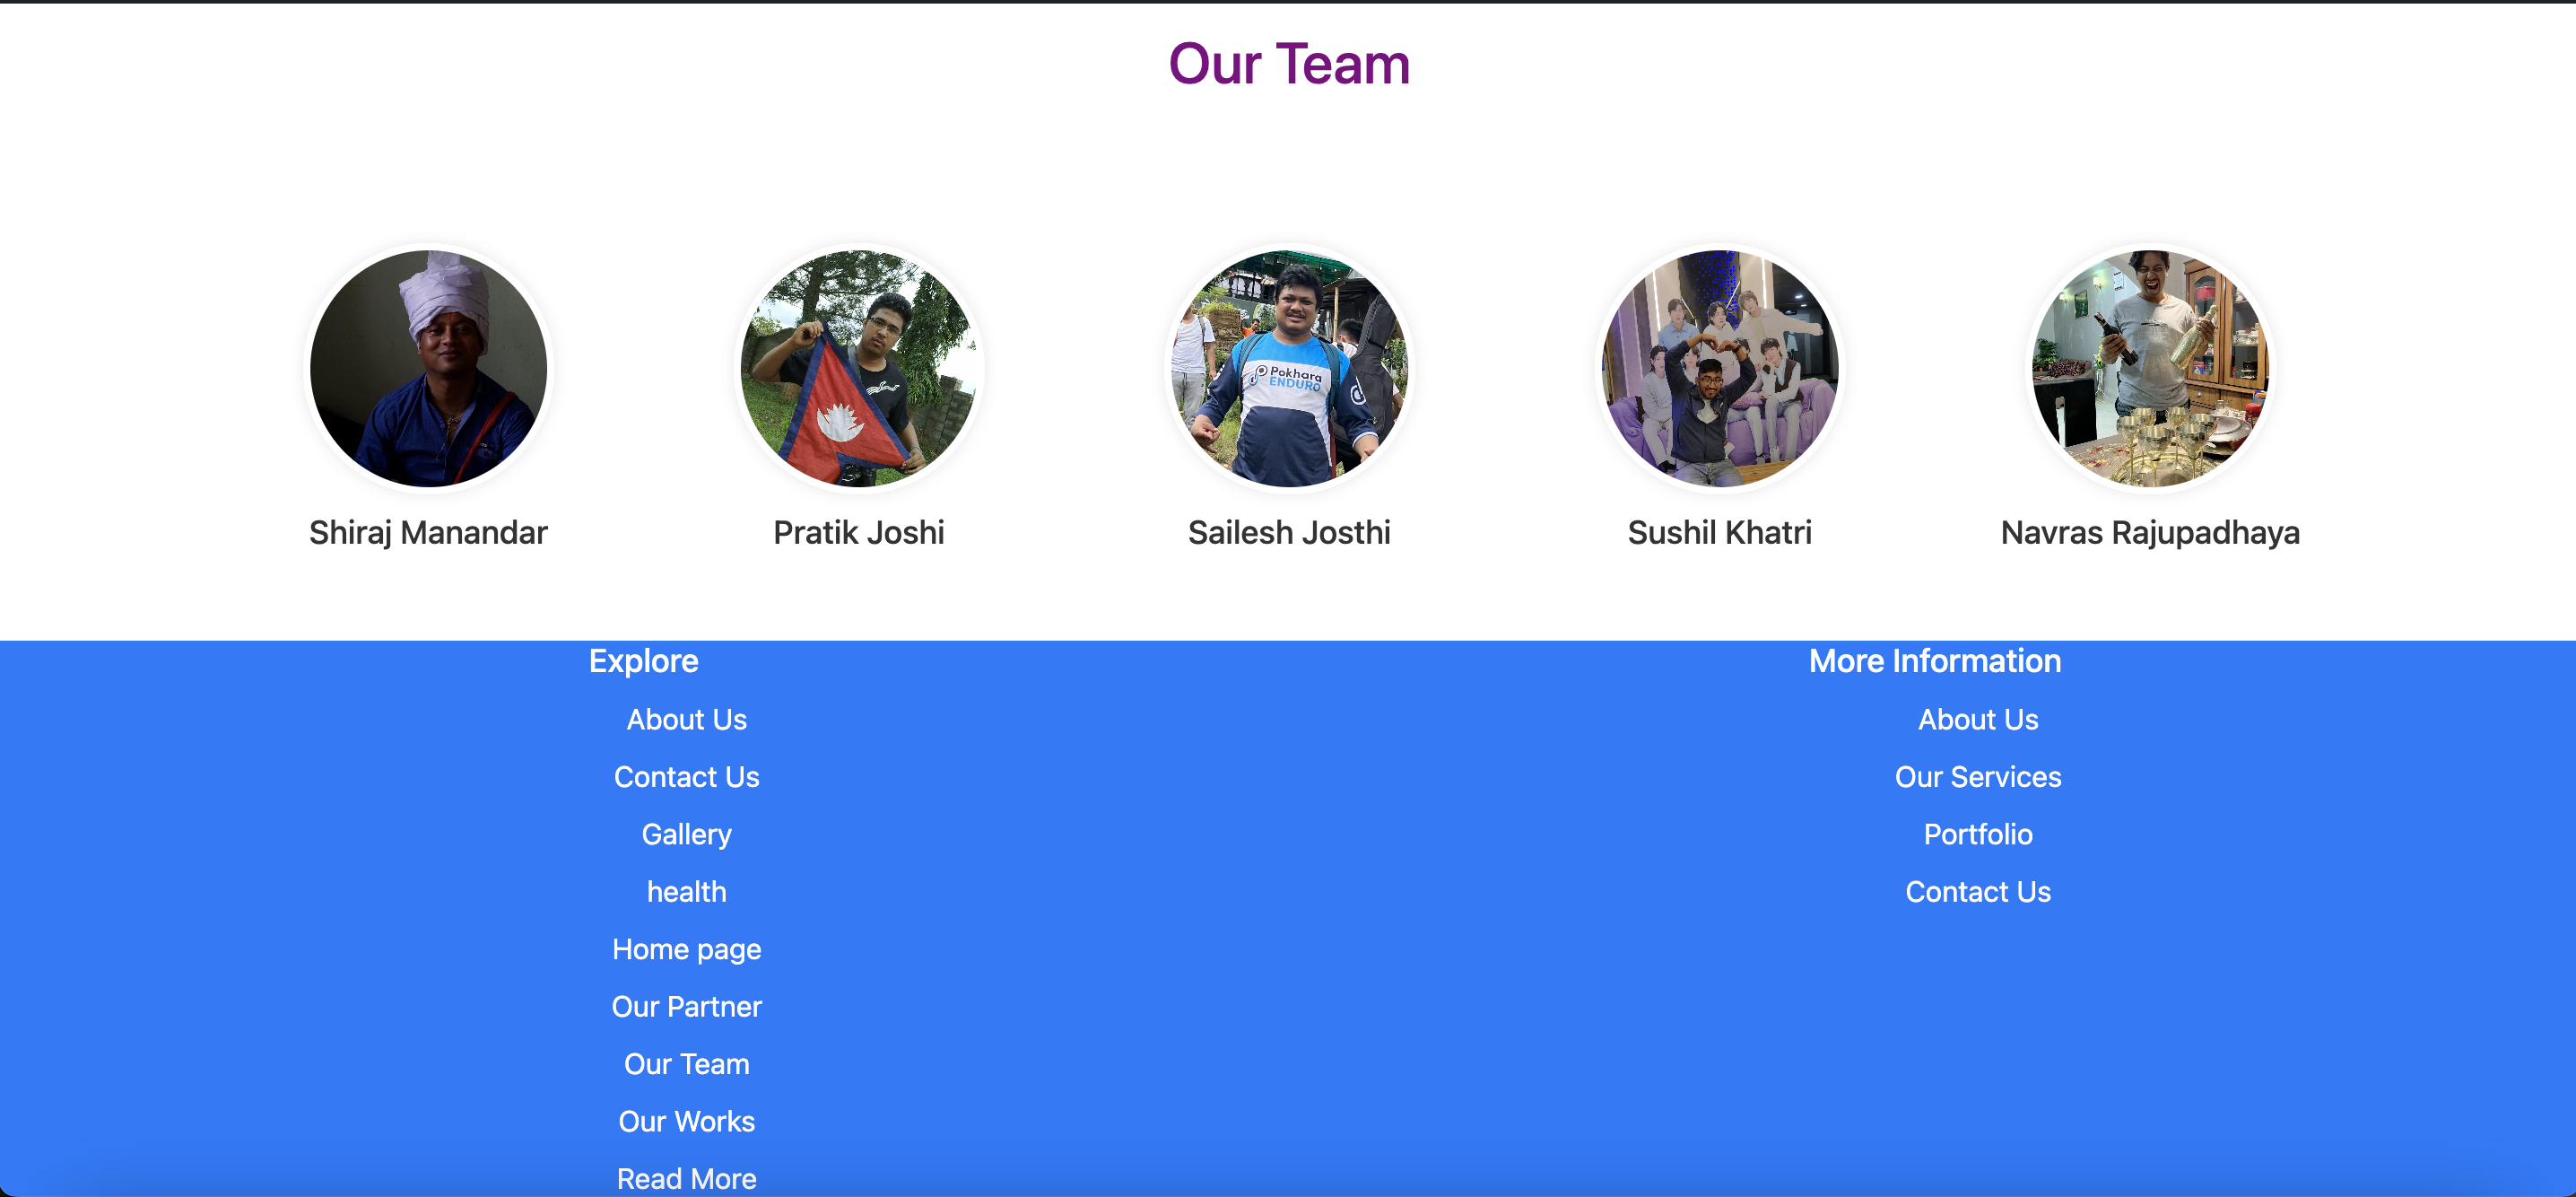 Our Team
Pokhara
ENDURO
Shiraj Manandar
Pratik Joshi
Sailesh Josthi
Sushil Khatri
Navras Rajupadhaya
Explore
About Us
Contact Us
Gallery
health
Home page
Our Partner
Our Team
Our Works
Read More
More Information
About Us
Our Services
Portfolio
Contact Us